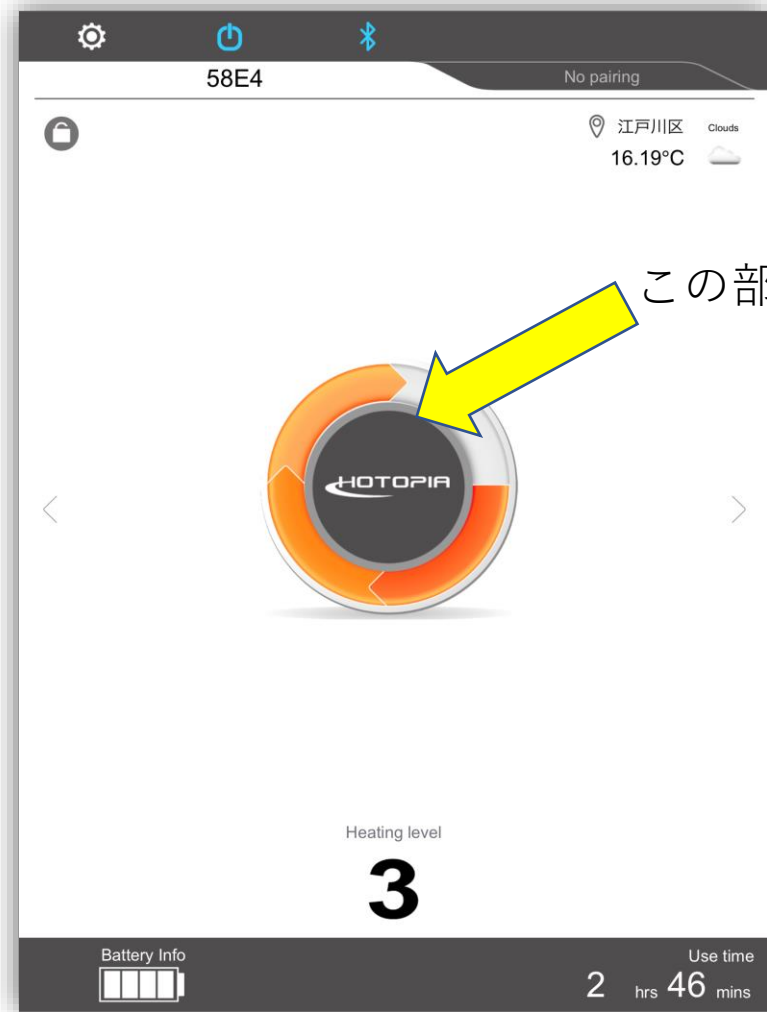 58E4
No pairing
江戸川区 Clouds
16.19°C
この部
HOTOPIA
Heating level
3
Battery Info
Use time
2 hrs 46 mins